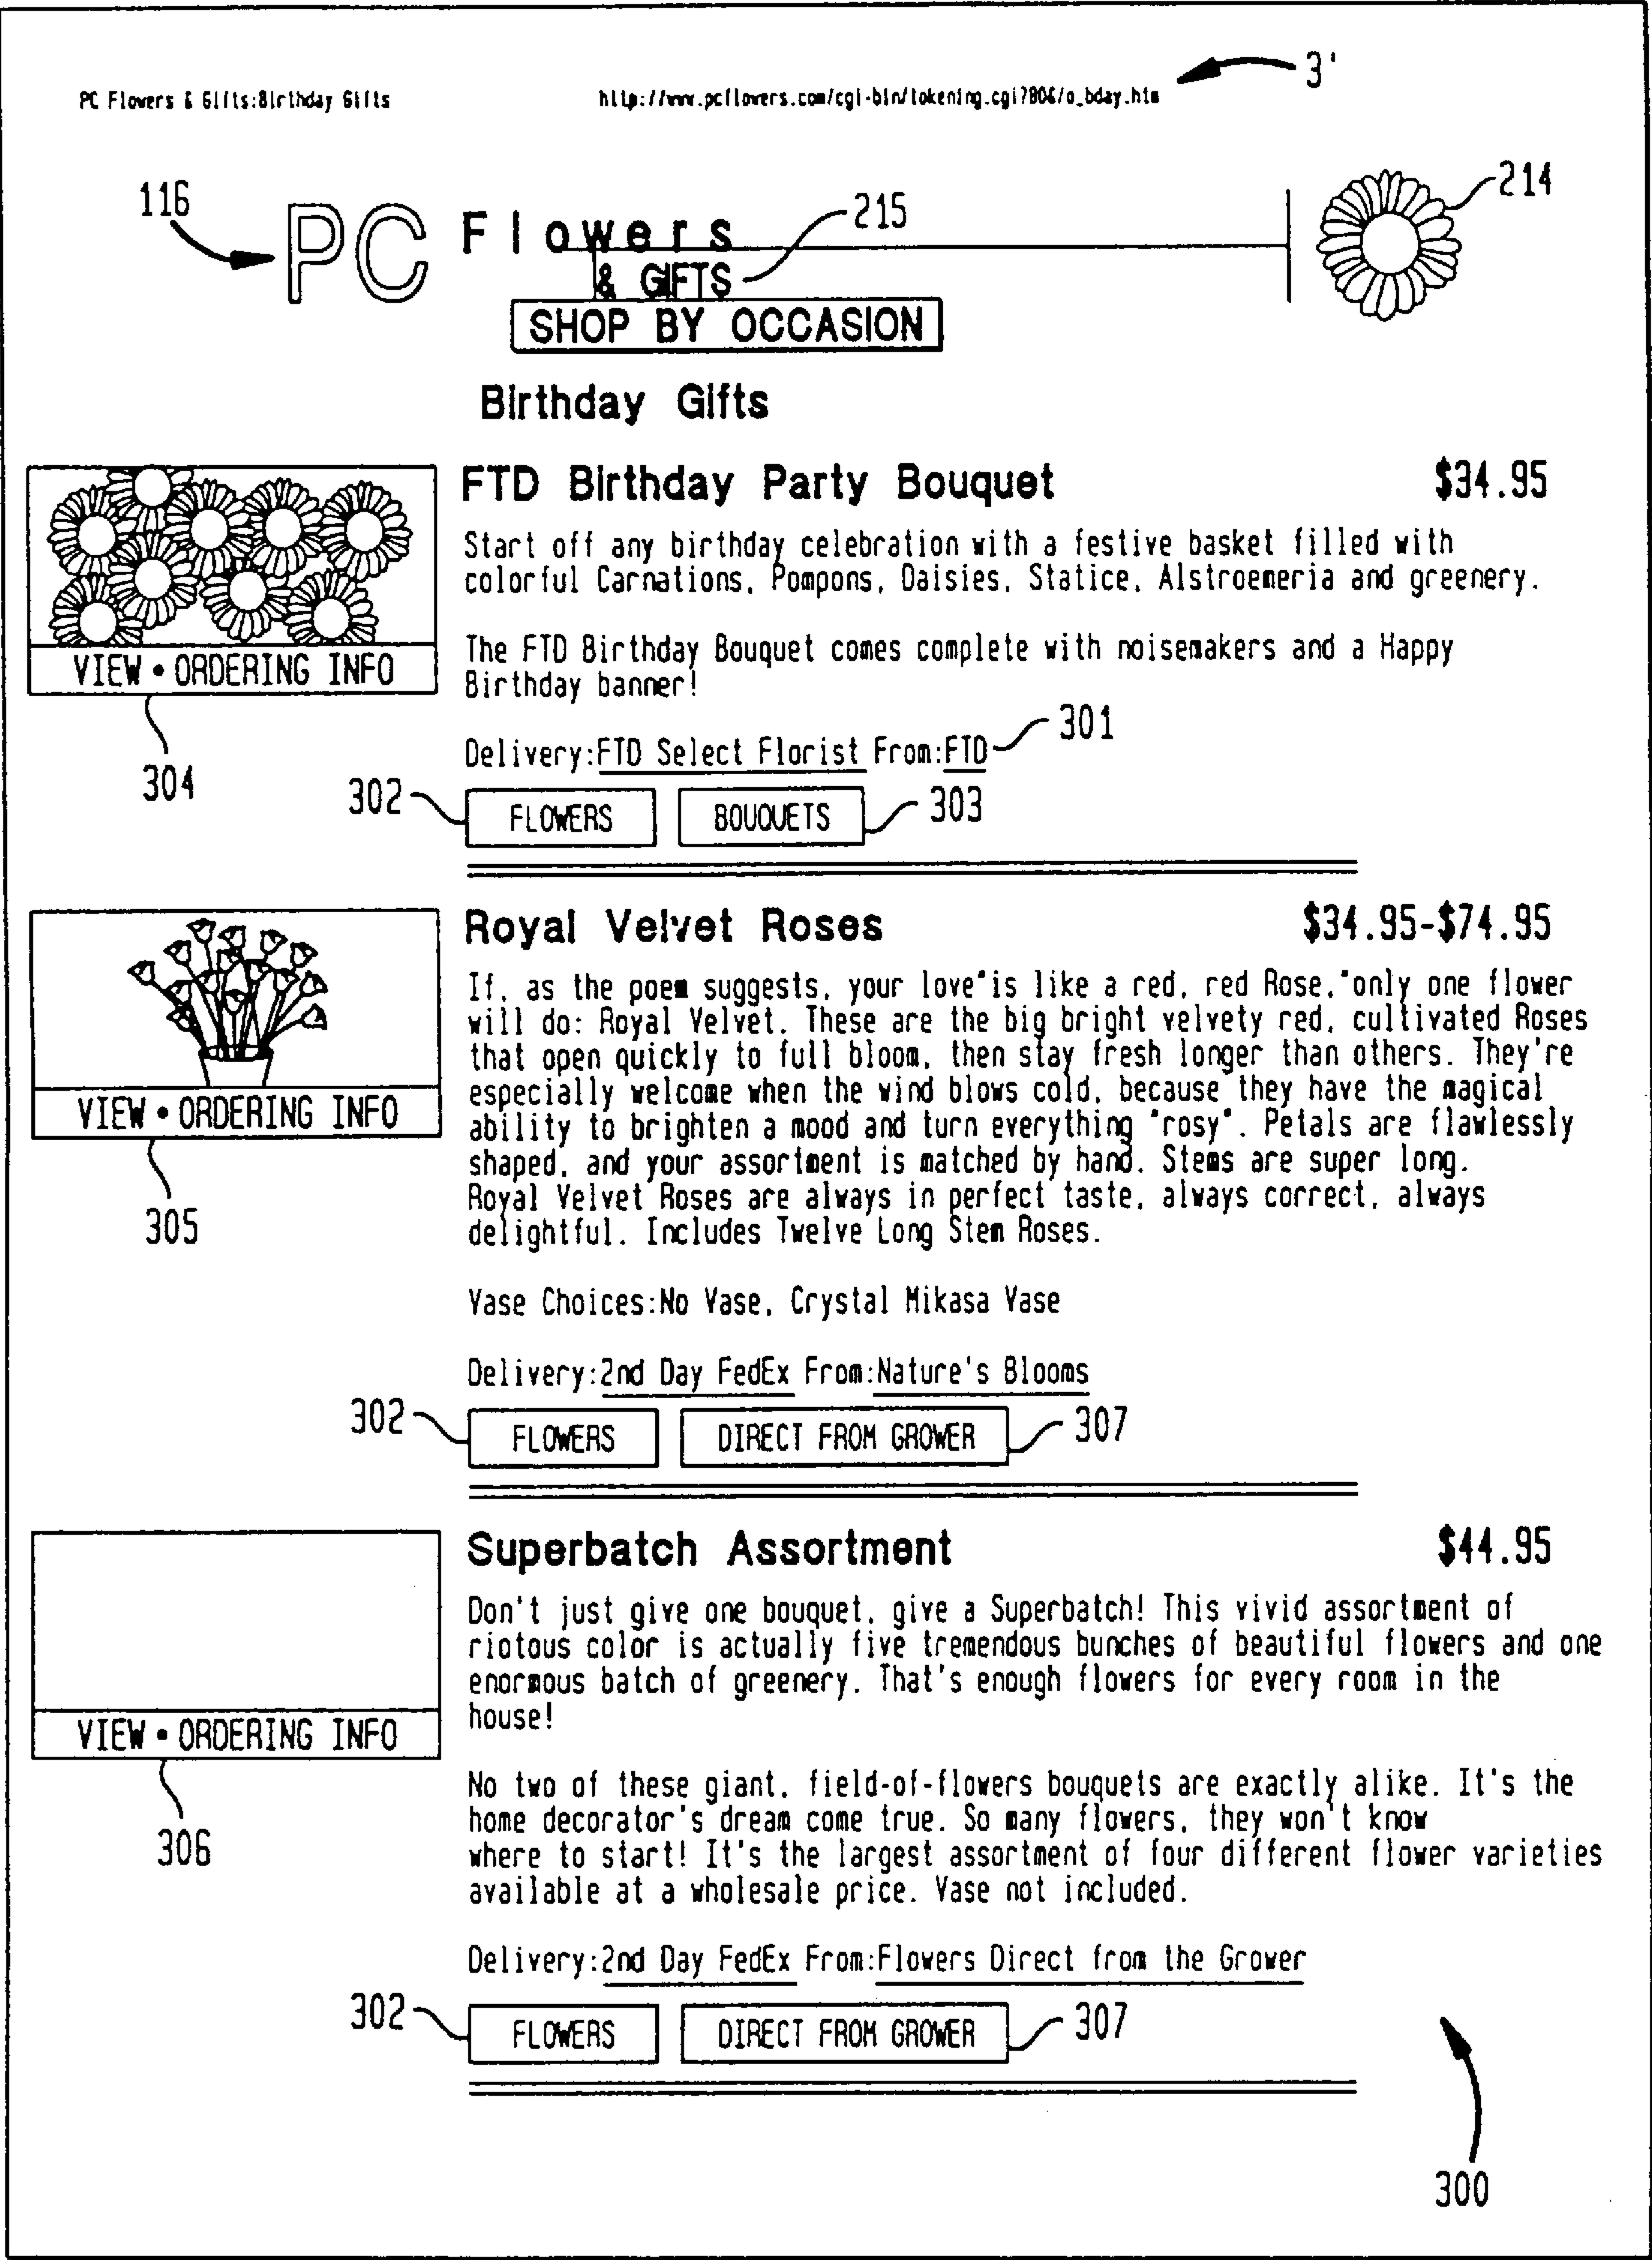 3'
PC Flowers & Gifts:Birthday Gifts
http://www.pcflowers.com/cgi-bin/tokening.cgi?806/o_bday.htm
116
PC Flowers
215
214
& GIFTS
SHOP BY OCCASION
Birthday Gifts
FTD Birthday Party Bouquet $34.95
Start off any birthday celebration with a festive basket filled with
colorful Carnations, Pompons, Daisies, Statice, Alstroemeria and greenery.
VIEW • ORDERING INFO
304
The FTD Birthday Bouquet comes complete with noisemakers and a Happy
Birthday banner!
Delivery:FTD Select Florist From:FTD 301
302 FLOWERS BOUQUETS 303
Royal Velvet Roses $34.95-$74.95
If, as the poem suggests, your love"is like a red, red Rose,"only one flower
will do: Royal Velvet. These are the big bright velvety red, cultivated Roses
that open quickly to full bloom, then stay fresh longer than others. They're
especially welcome when the wind blows cold, because they have the magical
ability to brighten a mood and turn everything "rosy". Petals are flawlessly
shaped, and your assortment is matched by hand. Stems are super long.
Royal Velvet Roses are always in perfect taste, always correct, always
delightful. Includes Twelve Long Stem Roses.
VIEW • ORDERING INFO
305
Vase Choices:No Vase, Crystal Mikasa Vase
Delivery:2nd Day FedEx From:Nature's Blooms
302 FLOWERS DIRECT FROM GROWER 307
Superbatch Assortment $44.95
Don't just give one bouquet, give a Superbatch! This vivid assortment of
riotous color is actually five tremendous bunches of beautiful flowers and one
enormous batch of greenery. That's enough flowers for every room in the
house!
VIEW • ORDERING INFO
306
No two of these giant, field-of-flowers bouquets are exactly alike. It's the
home decorator's dream come true. So many flowers, they won't know
where to start! It's the largest assortment of four different flower varieties
available at a wholesale price. Vase not included.
Delivery:2nd Day FedEx From:Flowers Direct from the Grower
302 FLOWERS DIRECT FROM GROWER 307
300